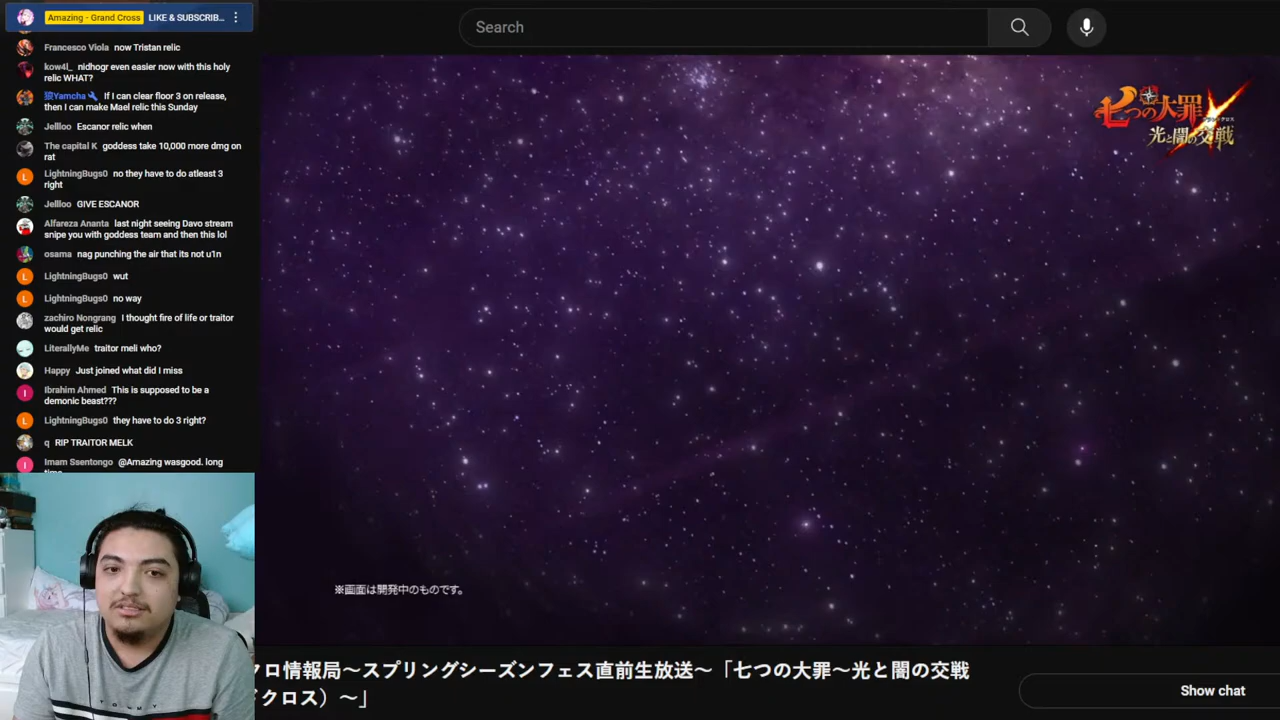 Amazing - Grand Cross LIKE & SUBSCRIB...
Francesco Viola now Tristan relic
kow4l_ nidhogr even easier now with this holy
relic WHAT?
狼Yamcha If I can clear floor 3 on release,
then I can make Mael relic this Sunday
Jellloo Escanor relic when
The capital K goddess take 10,000 more dmg on
rat
LightningBugs0 no they have to do atleast 3
right
Jellloo GIVE ESCANOR
Alfareza Ananta last night seeing Davo stream
snipe you with goddess team and then this lol
osama nag punching the air that its not u1n
LightningBugs0 wut
LightningBugs0 no way
zachiro Nongrang I thought fire of life or traitor
would get relic
LiterallyMe traitor meli who?
Happy Just joined what did I miss
Ibrahim Ahmed This is supposed to be a
demonic beast???
LightningBugs0 they have to do 3 right?
q RIP TRAITOR MELK
Imam Ssentongo @Amazing wasgood. long
time
Search
七つの大罪
光と闇の交戦
※画面は開発中のものです。
クロ情報局～スプリングシーズンフェス直前生放送～「七つの大罪～光と闇の交戦
ドクロス）～」
Show chat
TOMMY